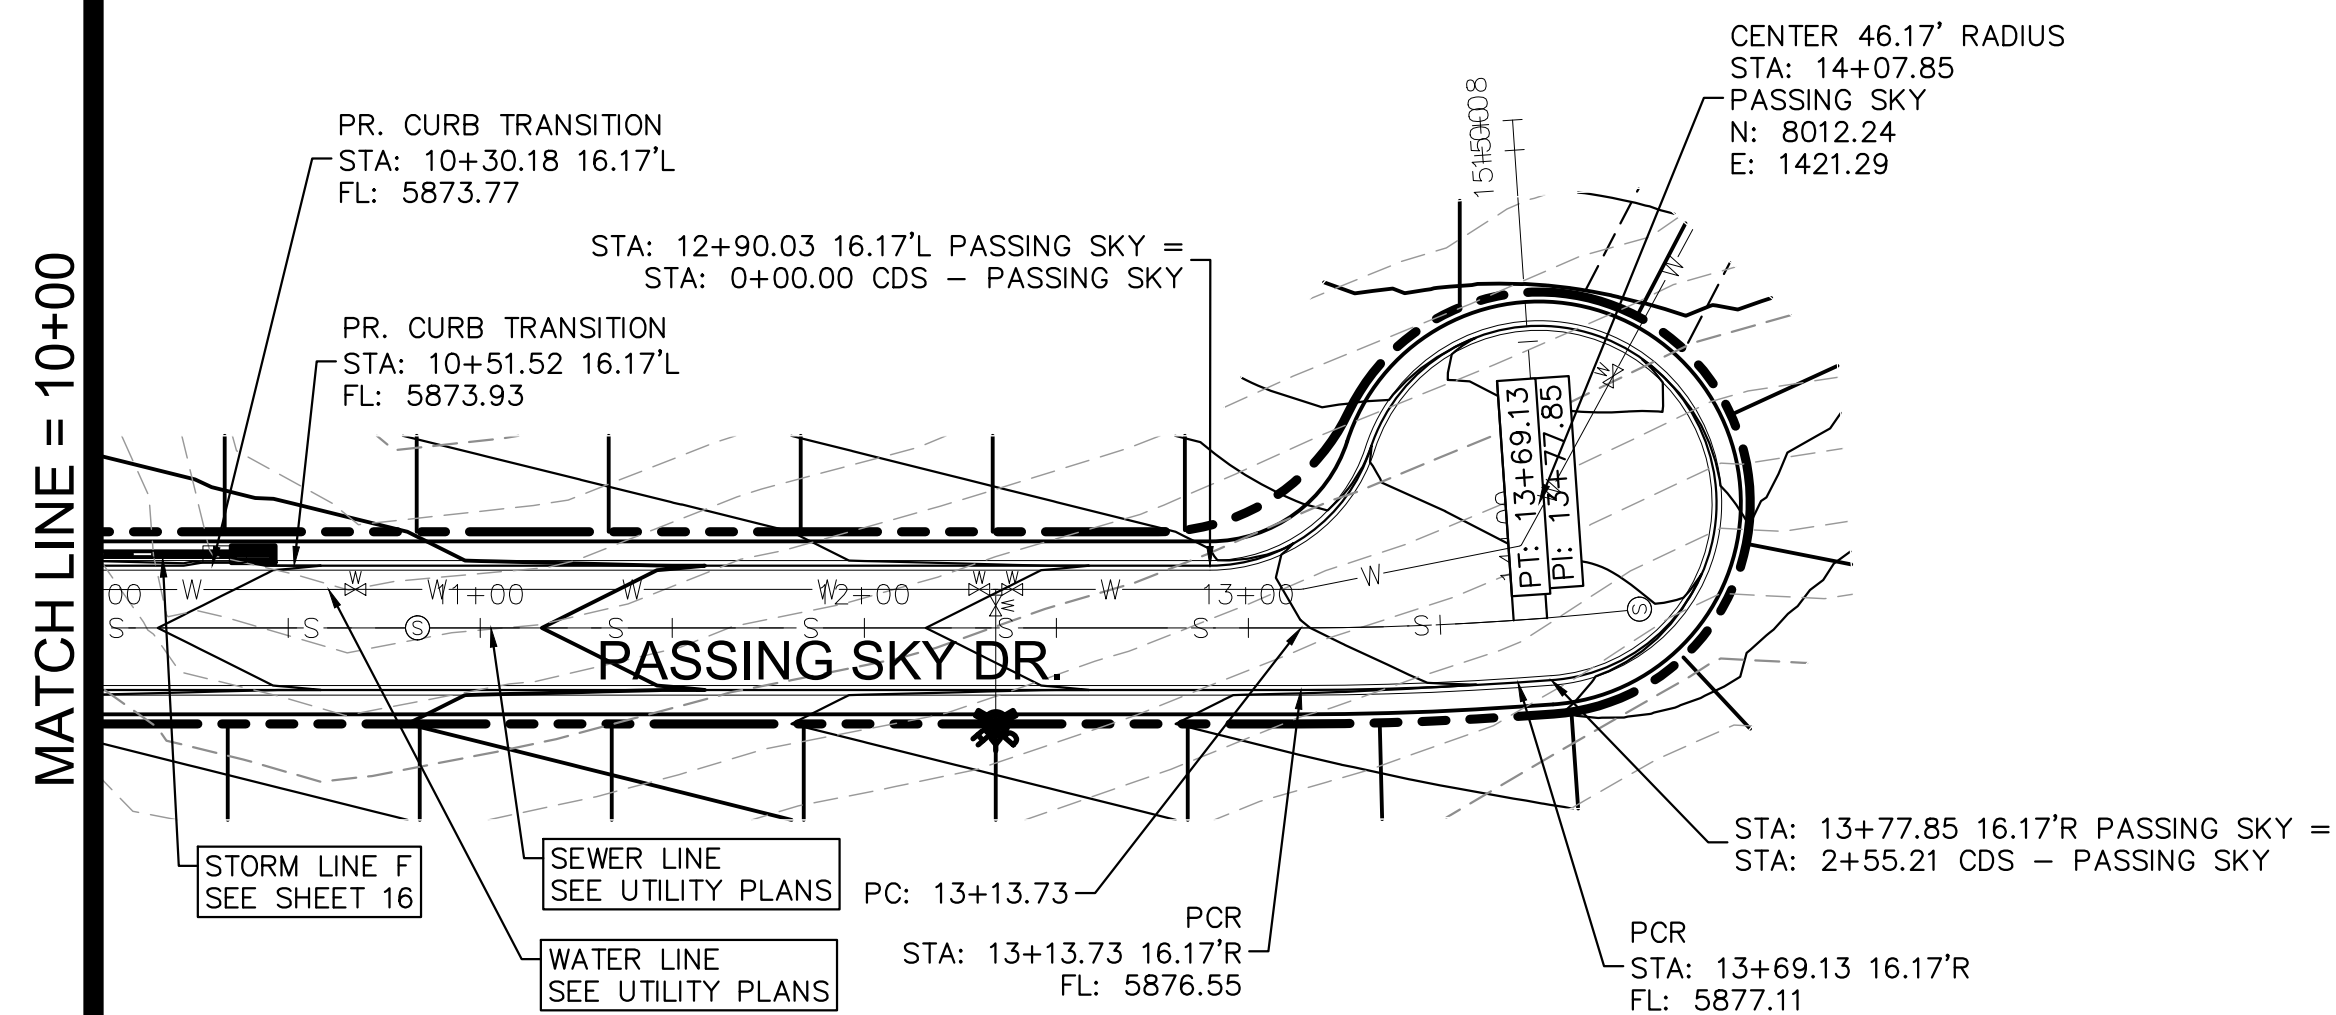 CENTER 46.17' RADIUS
STA: 14+07.85
PASSING SKY
N: 8012.24
E: 1421.29
PR. CURB TRANSITION
STA: 10+30.18 16.17'L
FL: 5873.77
STA: 12+90.03 16.17'L PASSING SKY =
STA: 0+00.00 CDS – PASSING SKY
PR. CURB TRANSITION
STA: 10+51.52 16.17'L
FL: 5873.93
MATCH LINE = 10+00
PT: 13+69.13
PI: 13+77.85
00 W W 11+00 W W 12+00 W W W W 13+00 W W W W
S S S S S S S S S
PASSING SKY DR.
STORM LINE F
SEE SHEET 16
SEWER LINE
SEE UTILITY PLANS
WATER LINE
SEE UTILITY PLANS
PC: 13+13.73
PCR
STA: 13+13.73 16.17'R
FL: 5876.55
STA: 13+77.85 16.17'R PASSING SKY =
STA: 2+55.21 CDS – PASSING SKY
PCR
STA: 13+69.13 16.17'R
FL: 5877.11